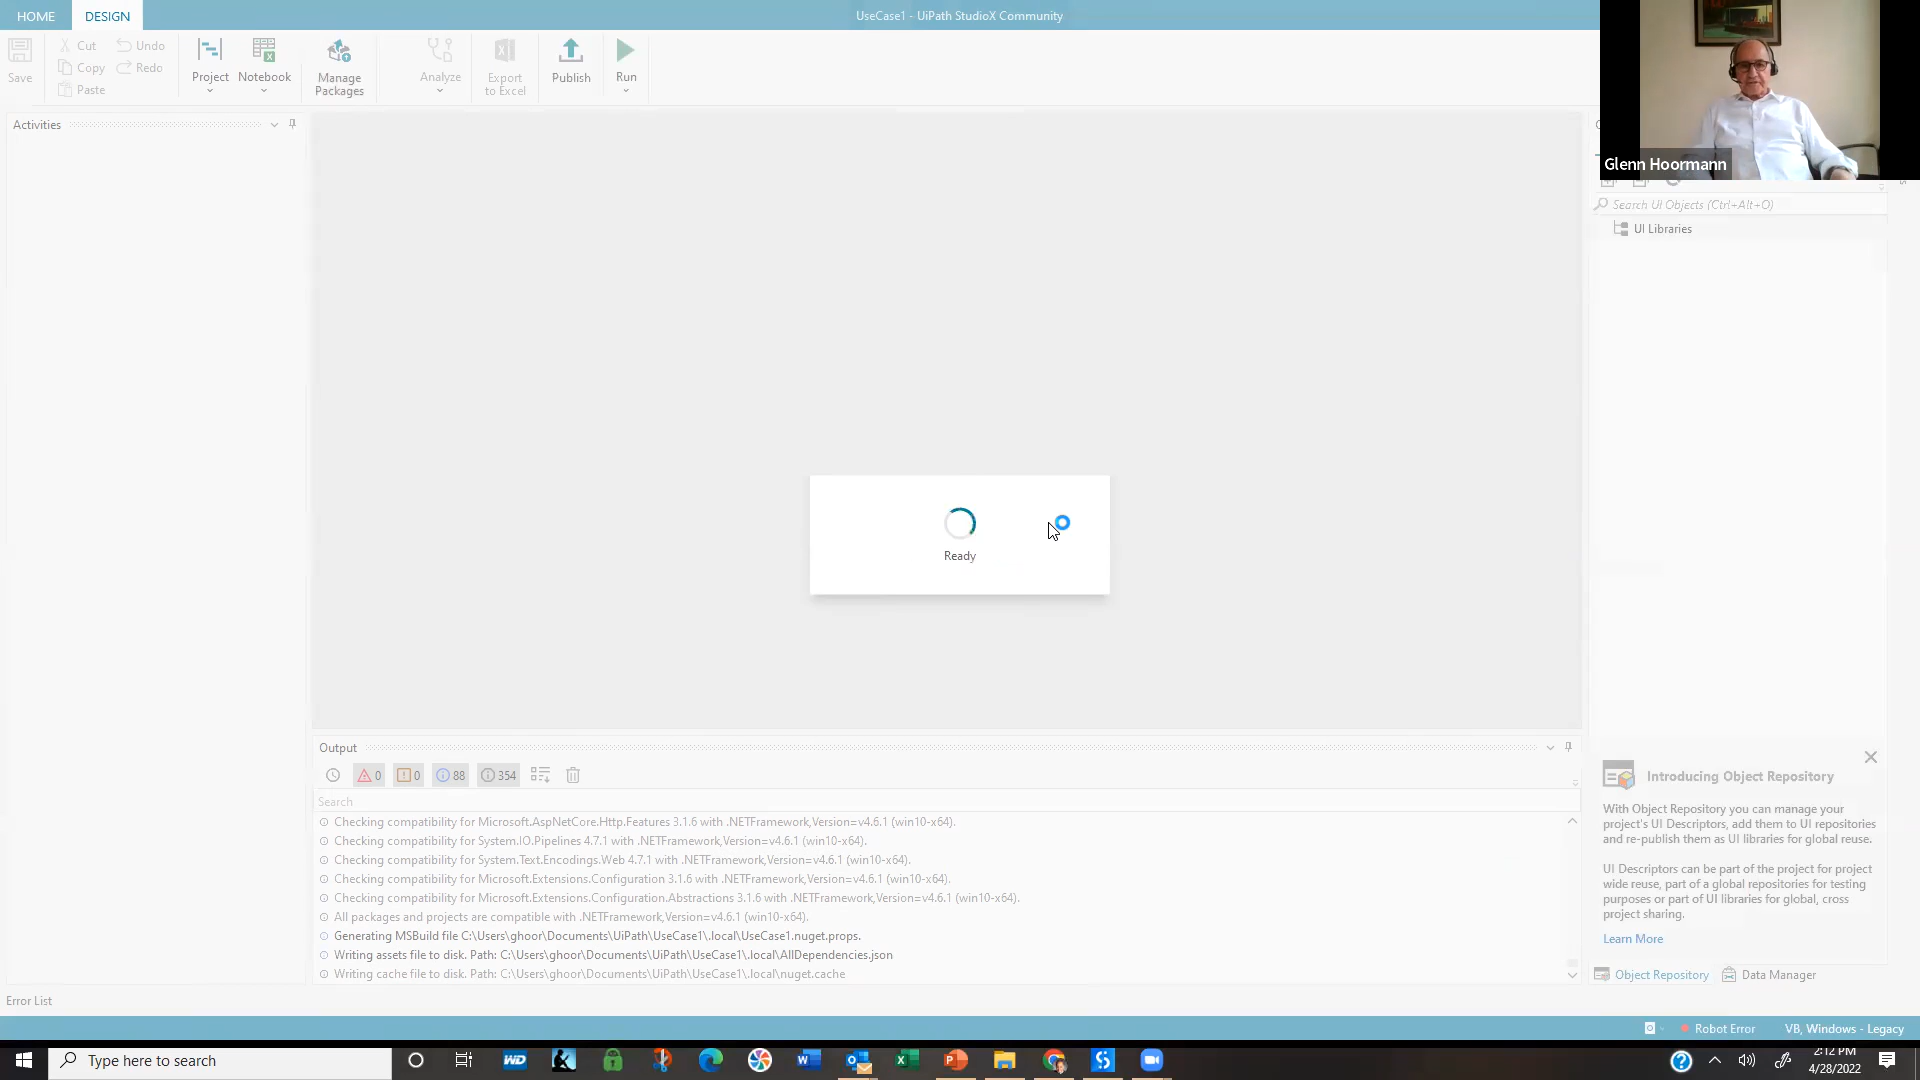 HOME
DESIGN
UseCase1 - UiPath StudioX Community
Save
Cut
Copy
Paste
Undo
Redo
Project
Notebook
Manage
Packages
Analyze
Export
to Excel
Publish
Run
Glenn Hoormann
Activities
Search UI Objects (Ctrl+Alt+O)
UI Libraries
Ready
Output
0
0
88
354
Search
Checking compatibility for Microsoft.AspNetCore.Http.Features 3.1.6 with .NETFramework,Version=v4.6.1 (win10-x64).
Checking compatibility for System.IO.Pipelines 4.7.1 with .NETFramework,Version=v4.6.1 (win10-x64).
Checking compatibility for System.Text.Encodings.Web 4.7.1 with .NETFramework,Version=v4.6.1 (win10-x64).
Checking compatibility for Microsoft.Extensions.Configuration 3.1.6 with .NETFramework,Version=v4.6.1 (win10-x64).
Checking compatibility for Microsoft.Extensions.Configuration.Abstractions 3.1.6 with .NETFramework,Version=v4.6.1 (win10-x64).
All packages and projects are compatible with .NETFramework,Version=v4.6.1 (win10-x64).
Generating MSBuild file C:\Users\ghoor\Documents\UiPath\UseCase1\.local\UseCase1.nuget.props.
Writing assets file to disk. Path: C:\Users\ghoor\Documents\UiPath\UseCase1\.local\AllDependencies.json
Writing cache file to disk. Path: C:\Users\ghoor\Documents\UiPath\UseCase1\.local\nuget.cache
Introducing Object Repository
With Object Repository you can manage your
project's UI Descriptors, add them to UI repositories
and re-publish them as UI libraries for global reuse.
UI Descriptors can be part of the project for project
wide reuse, part of a global repositories for testing
purposes or part of UI libraries for global, cross
project sharing.
Learn More
Object Repository
Data Manager
Error List
Robot Error
VB, Windows - Legacy
Type here to search
WD
2:12 PM
4/28/2022